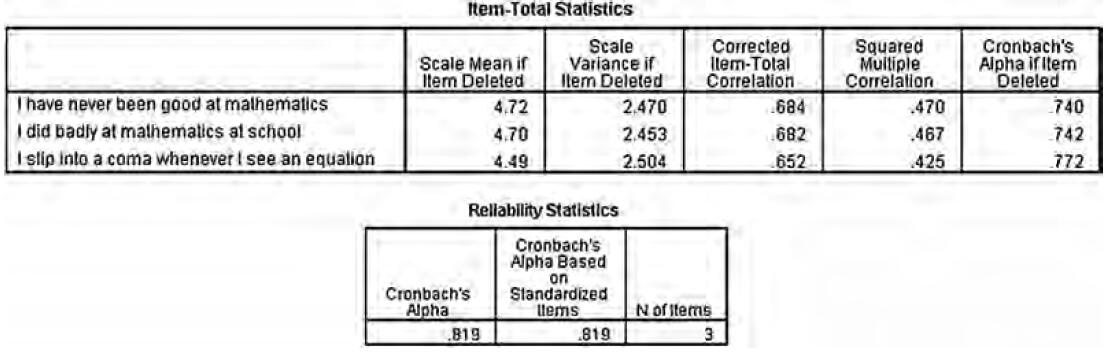 Item-Total Statistics
Scale Mean if Item Deleted
Scale Variance if Item Deleted
Corrected Item-Total Correlation
Squared Multiple Correlation
Cronbach's Alpha if Item Deleted
I have never been good at mathematics 4.72 2.470 .684 .470 .740
I did badly at mathematics at school 4.70 2.453 .682 .467 .742
I slip into a coma whenever I see an equation 4.49 2.504 .652 .425 .772
Reliability Statistics
Cronbach's Alpha
Cronbach's Alpha Based on Standardized Items
N of Items
.819 .819 3